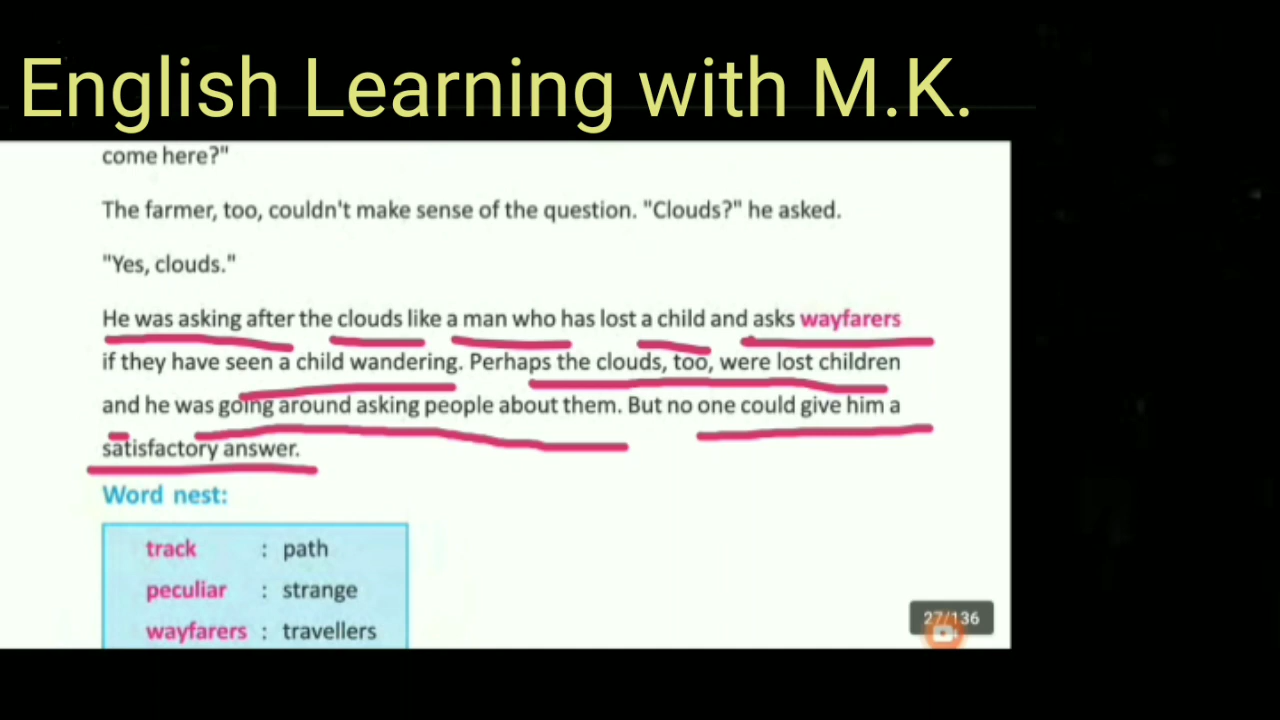 English Learning with M.K.
come here?"
The farmer, too, couldn't make sense of the question. "Clouds?" he asked.
"Yes, clouds."
He was asking after the clouds like a man who has lost a child and asks wayfarers
if they have seen a child wandering. Perhaps the clouds, too, were lost children
and he was going around asking people about them. But no one could give him a
satisfactory answer.
Word nest:
track : path
peculiar : strange
wayfarers : travellers
27/136